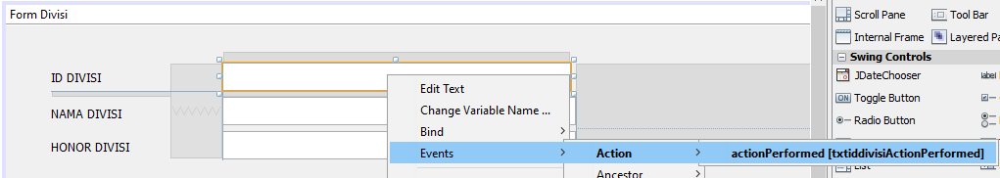 Form Divisi
ID DIVISI
NAMA DIVISI
HONOR DIVISI
Edit Text
Change Variable Name ...
Bind
Events
Action
Ancestor
actionPerformed [txtiddivisiActionPerformed]
Scroll Pane
Tool Bar
Internal Frame
Layered Pa
Swing Controls
JDateChooser
label
ON Toggle Button
Radio Button
List